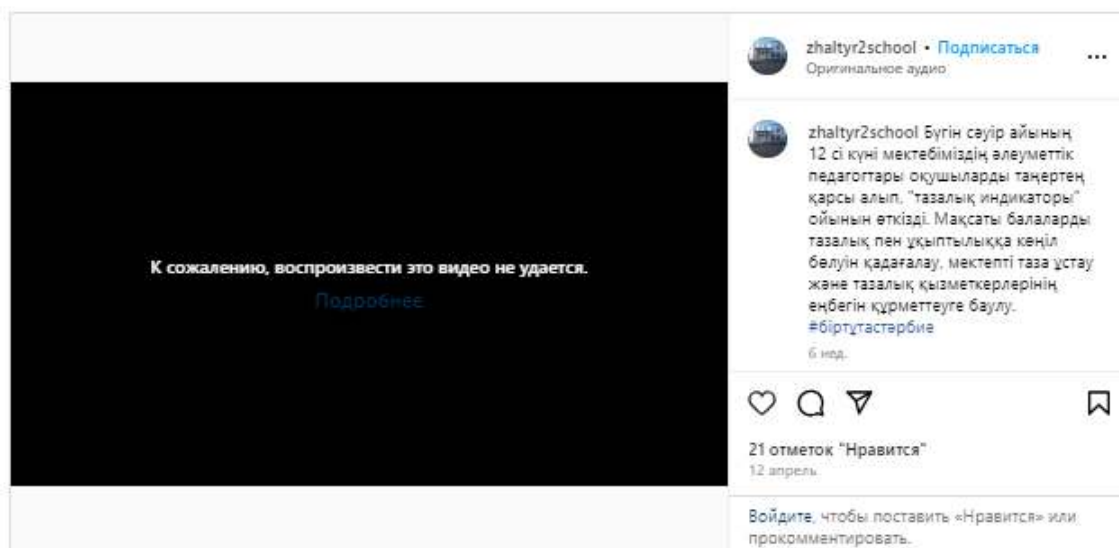 zhaltyr2school • Подписаться
Оригинальное аудио
zhaltyr2school Бүгін сәуір айының
12 сі күні мектебіміздің әлеуметтік
педагогтары оқушыларды таңертең
қарсы алып, "тазалық индикаторы"
ойынын өткізді. Мақсаты балаларды
тазалық пен ұқыптылыққа көңіл
бөлуін қадағалау, мектепті таза ұстау
және тазалық қызметкерлерінің
еңбегін құрметтеуге баулу.
#біртұтастәрбие
6 нед.
К сожалению, воспроизвести это видео не удается.
Подробнее
21 отметок "Нравится"
12 апрель
Войдите, чтобы поставить «Нравится» или
прокомментировать.